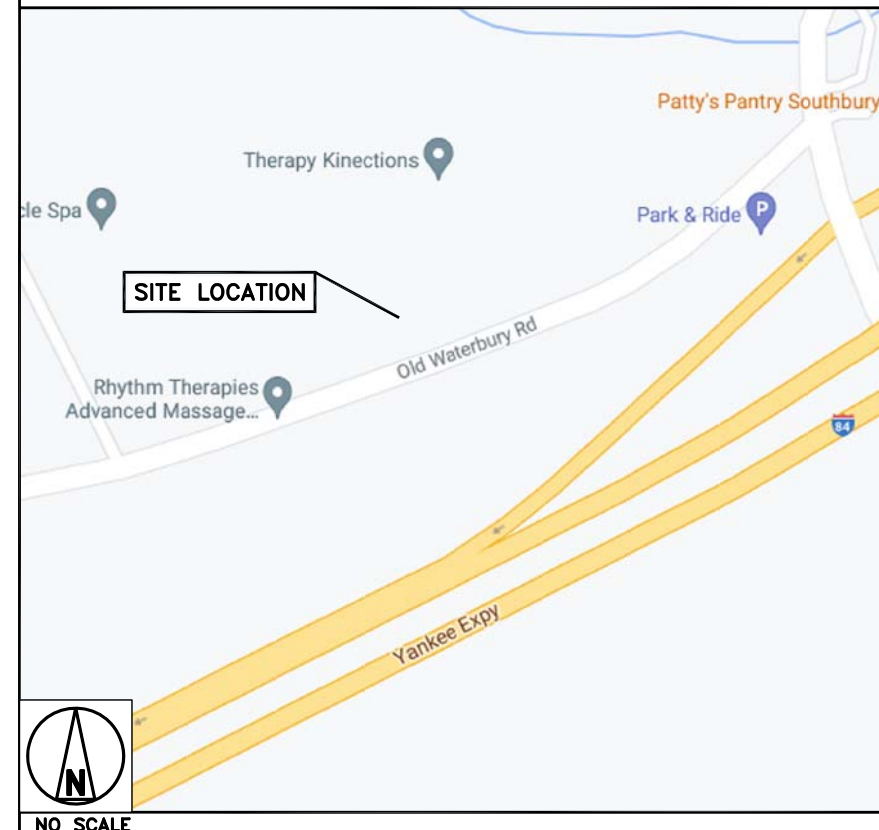 Patty's Pantry Southbury
Therapy Kinections
cle Spa
Park & Ride
P
SITE LOCATION
Old Waterbury Rd
Rhythm Therapies
Advanced Massage...
84
Yankee Expy
N
NO SCALE